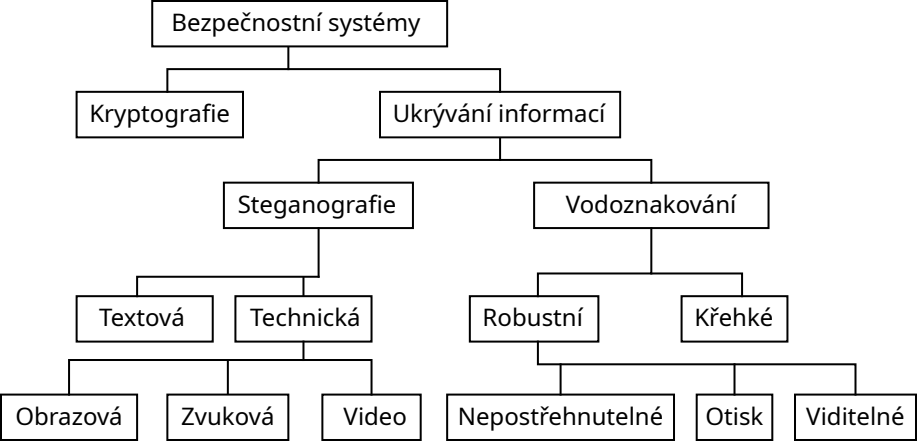 Bezpečnostní systémy
Kryptografie
Ukrývání informací
Steganografie
Vodoznakování
Textová
Technická
Robustní
Křehké
Obrazová
Zvuková
Video
Nepostřehnutelné
Otisk
Viditelné